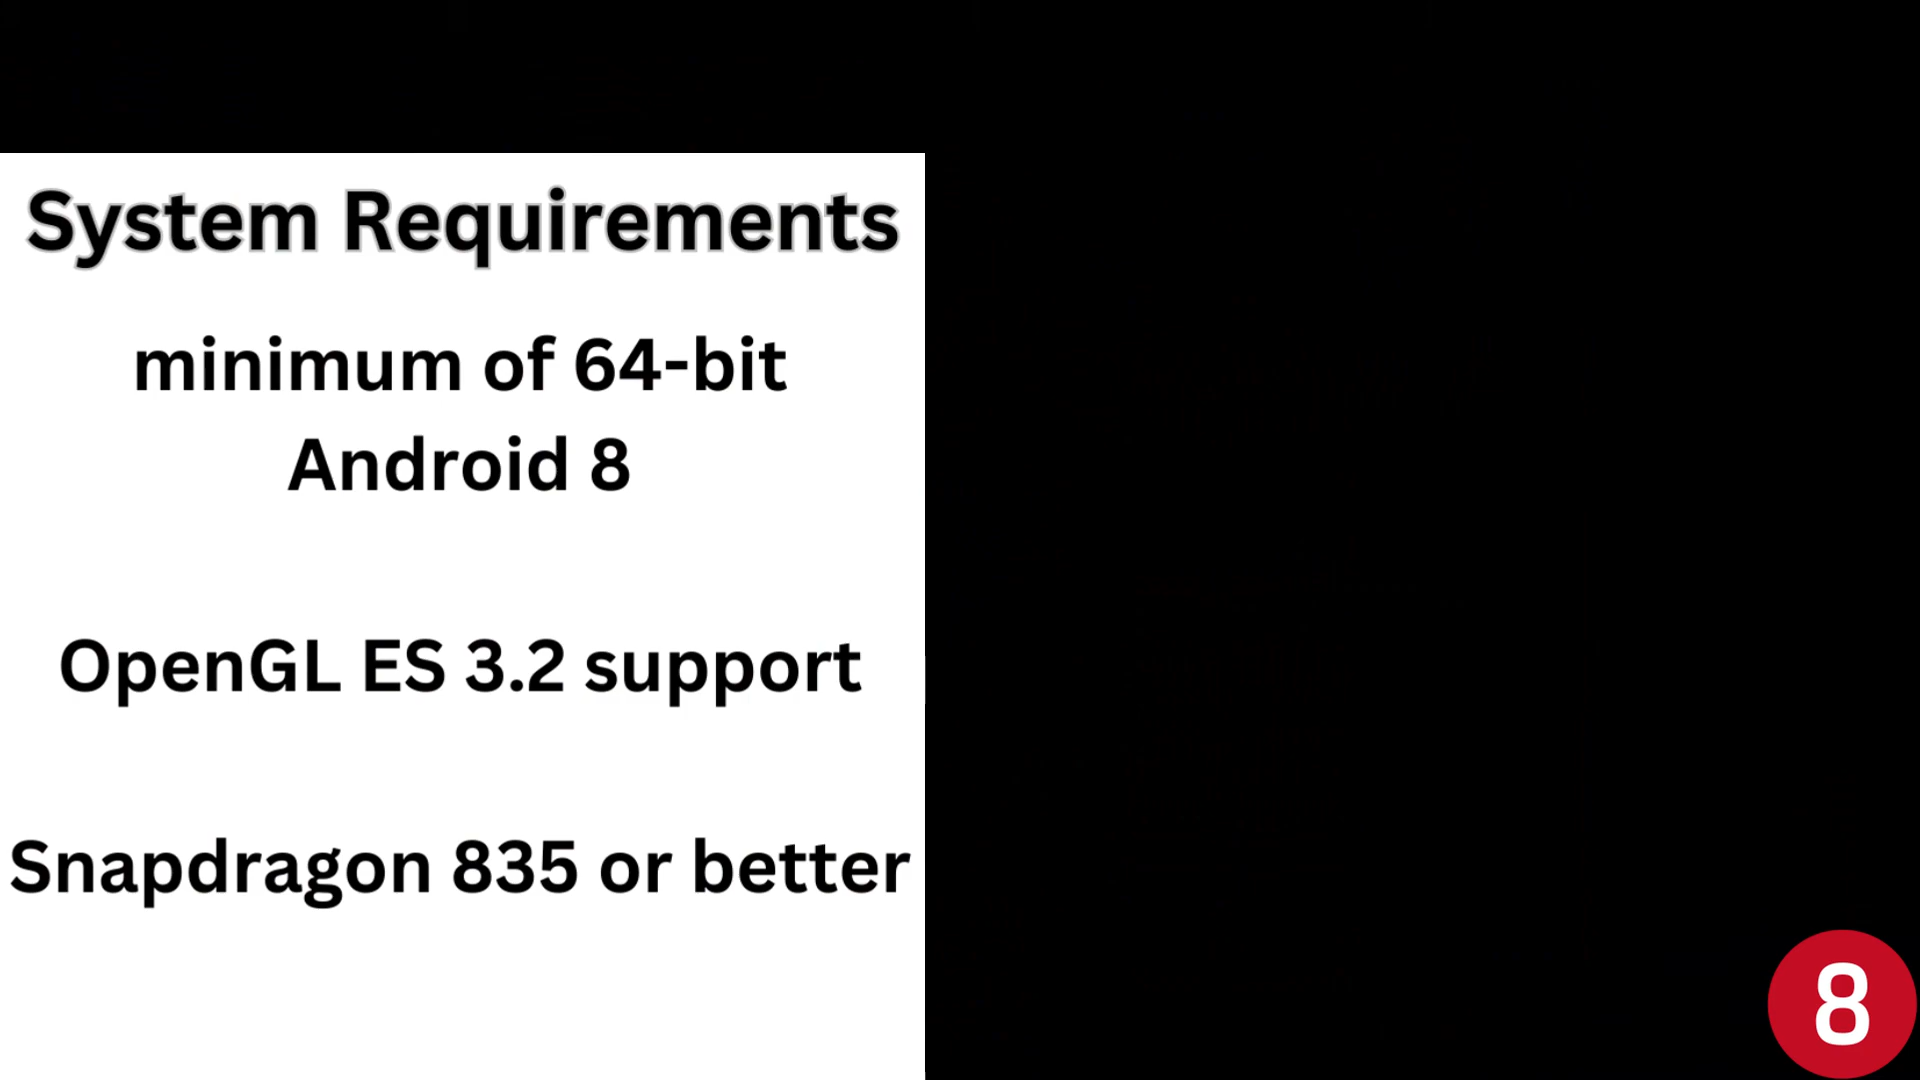 System Requirements
minimum of 64-bit
Android 8
OpenGL ES 3.2 support
Snapdragon 835 or better
8